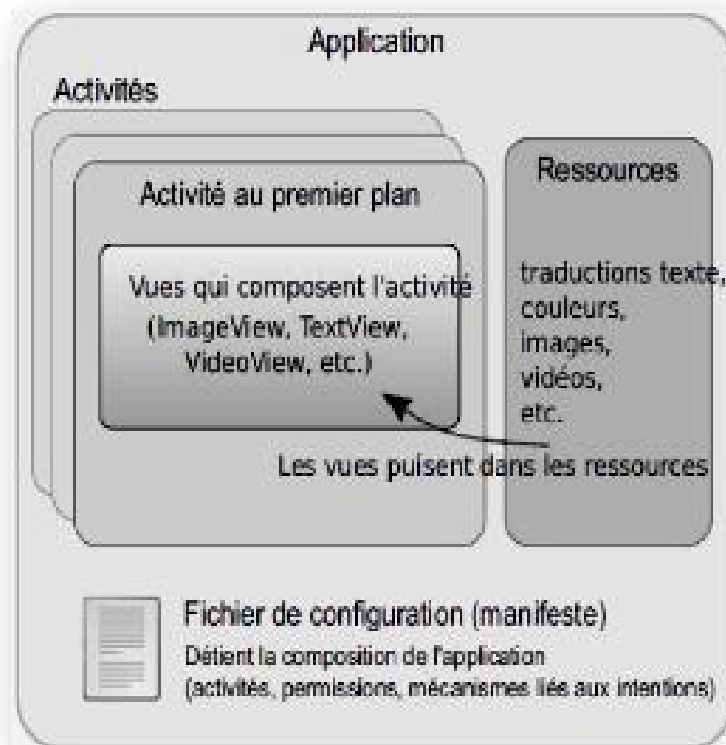 Application
Activités
Activité au premier plan
Vues qui composent l'activité
(ImageView, TextView,
VideoView, etc.)
Ressources
traductions texte,
couleurs,
images,
vidéos,
etc.
Les vues puisent dans les ressources
Fichier de configuration (manifeste)
Détient la composition de l'application
(activités, permissions, mécanismes liés aux intentions)